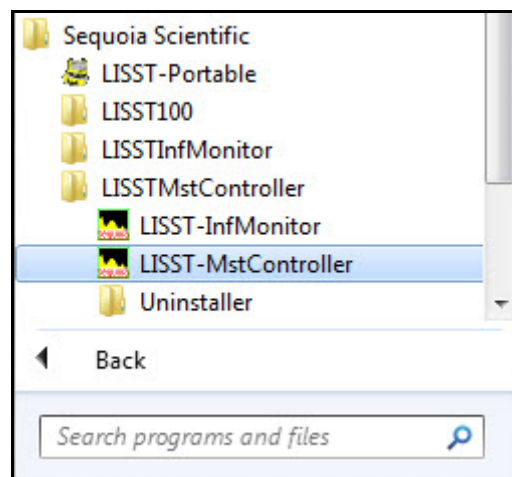 Sequoia Scientific
LISST-Portable
LISST100
LISSTInfMonitor
LISSTMstController
LISST-InfMonitor
LISST-MstController
Uninstaller
Back
Search programs and files